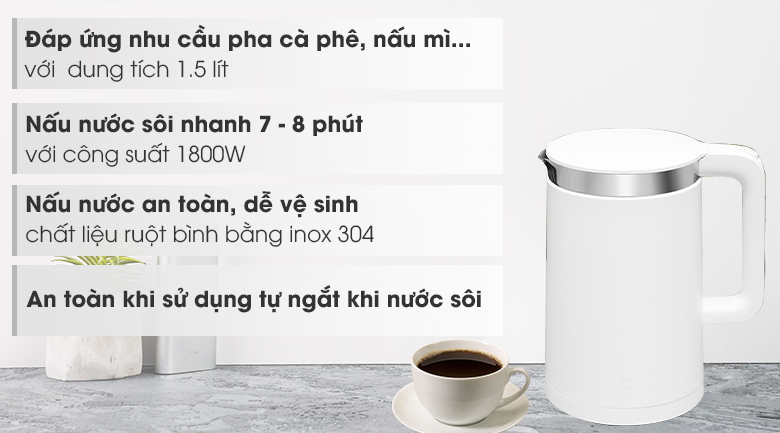 Đáp ứng nhu cầu pha cà phê, nấu mì...
với dung tích 1.5 lít
Nấu nước sôi nhanh 7 - 8 phút
với công suất 1800W
Nấu nước an toàn, dễ vệ sinh
chất liệu ruột bình bằng inox 304
An toàn khi sử dụng tự ngắt khi nước sôi